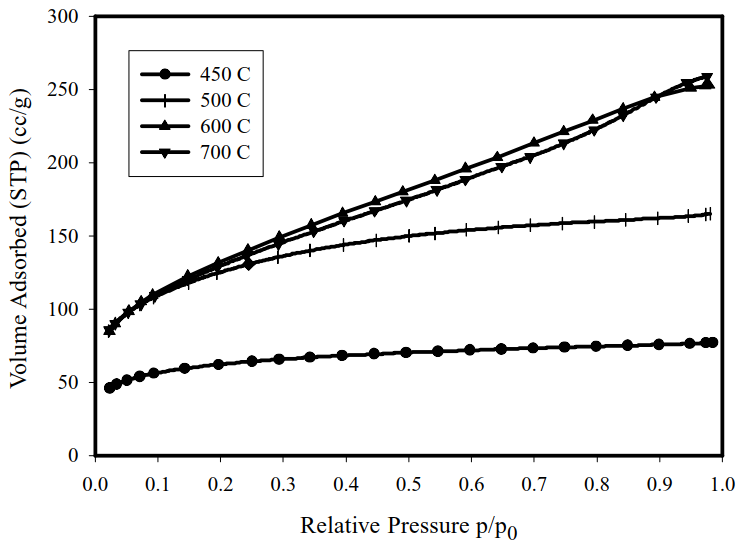 300
250
200
150
100
50
0
Volume Adsorbed (STP) (cc/g)
450 C
500 C
600 C
700 C
0.0 0.1 0.2 0.3 0.4 0.5 0.6 0.7 0.8 0.9 1.0
Relative Pressure p/p0